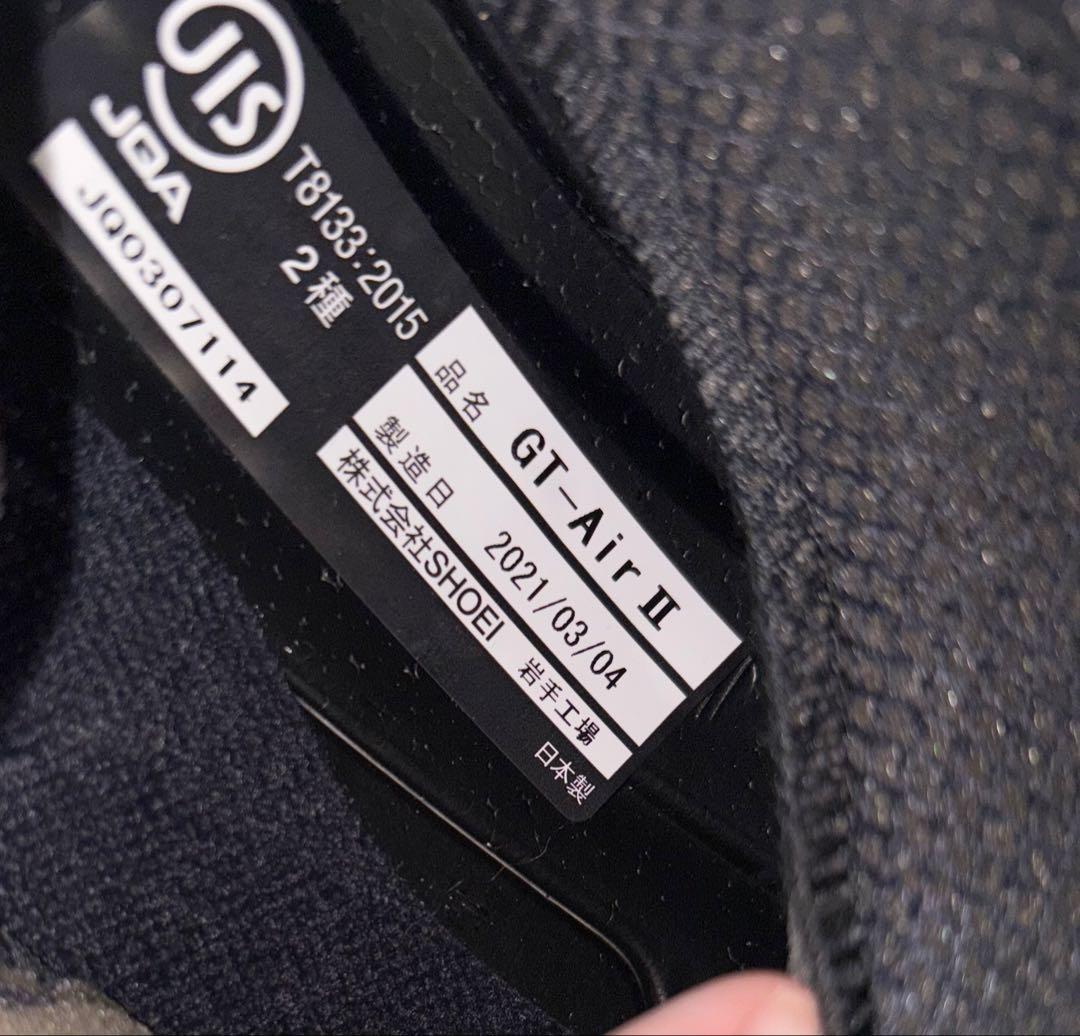 JIS
JQA
JQ0307114
T8133:2015
2種
品名 GT-Air Ⅱ
製造日 2021/03/04
株式会社SHOEI 岩手工場
日本製